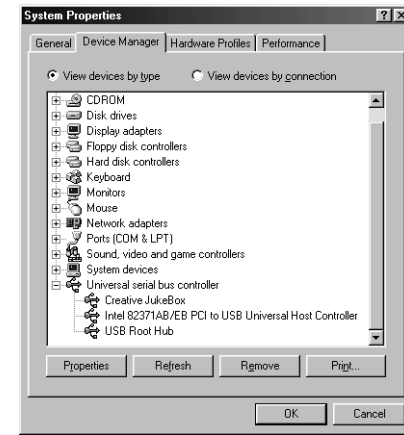 System Properties
General Device Manager Hardware Profiles Performance
View devices by type View devices by connection
CDROM
Disk drives
Display adapters
Floppy disk controllers
Hard disk controllers
Keyboard
Monitors
Mouse
Network adapters
Ports (COM & LPT)
Sound, video and game controllers
System devices
Universal serial bus controller
Creative JukeBox
Intel 82371AB/EB PCI to USB Universal Host Controller
USB Root Hub
Properties Refresh Remove Print...
OK Cancel